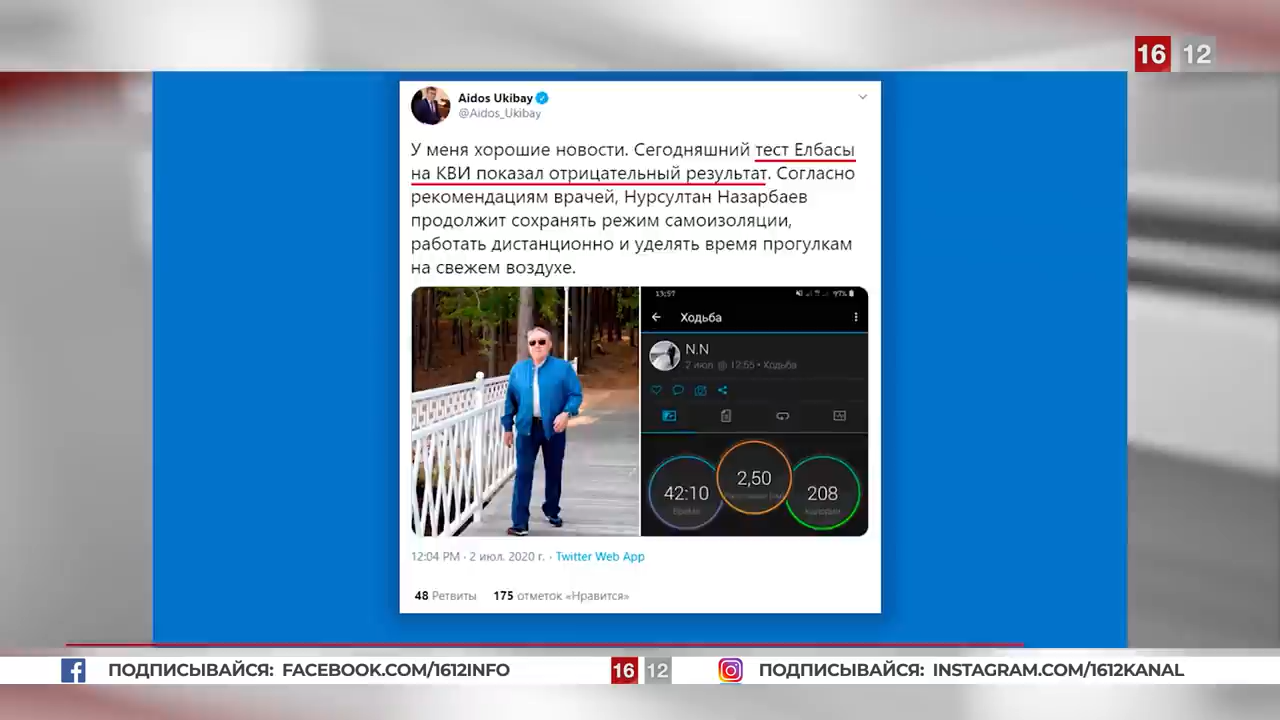 16 12
Aidos Ukibay
@Aidos_Ukibay
У меня хорошие новости. Сегодняшний тест Елбасы
на КВИ показал отрицательный результат. Согласно
рекомендациям врачей, Нурсултан Назарбаев
продолжит сохранять режим самоизоляции,
работать дистанционно и уделять время прогулкам
на свежем воздухе.
13:57
97%
Ходьба
N.N
2 июл. @ 12:55 • Ходьба
42:10
Время
2,50
208
Калории
12:04 PM · 2 июл. 2020 г. · Twitter Web App
48 Ретвиты 175 отметок «Нравится»
ПОДПИСЫВАЙСЯ: FACEBOOK.COM/1612INFO
16 12
ПОДПИСЫВАЙСЯ: INSTAGRAM.COM/1612KANAL